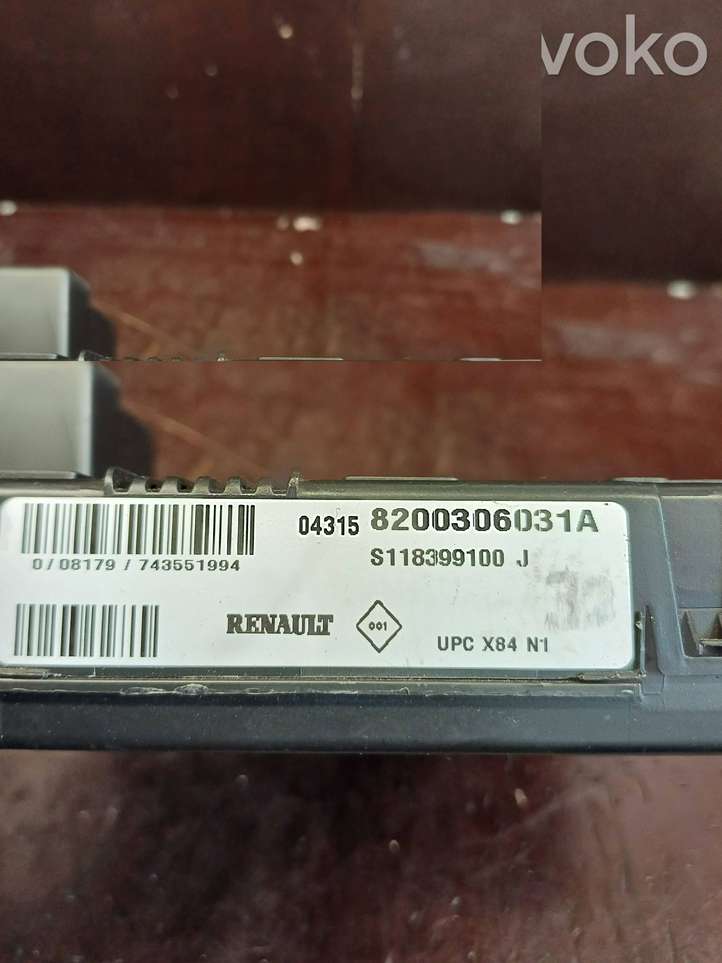 voko
04315 8200306031A
0/08179/743551994
S118399100 J
RENAULT
001
UPC X84 N1